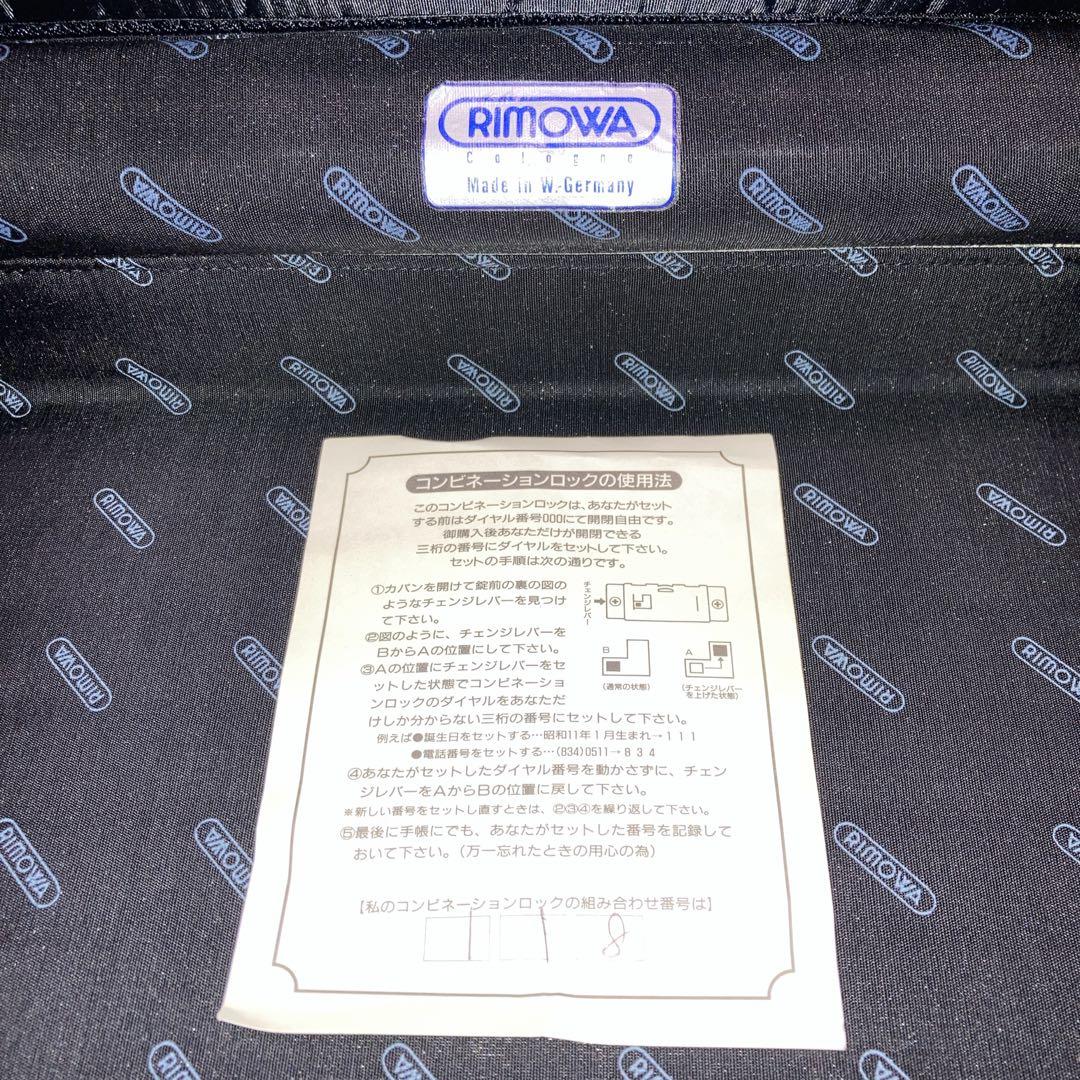 RIMOWA
Cologne
Made in W.-Germany
コンビネーションロックの使用法
このコンビネーションロックは、あなたがセット
する前はダイヤル番号000にて開閉自由です。
御購入後あなただけが開閉できる
三桁の番号にダイヤルをセットして下さい。
セットの手順は次の通りです。
①カバンを開けて錠前の裏の図の
ようなチェンジレバーを見つけ
て下さい。
②図のように、チェンジレバーを
BからAの位置にして下さい。
③Aの位置にチェンジレバーをセ
ットした状態でコンビネーショ
ンロックのダイヤルをあなただ
けしか分からない三桁の番号にセットして下さい。
チェンジレバー
B
(通常の状態)
A
(チェンジレバー
を上げた状態)
例えば●誕生日をセットする…昭和11年1月生まれ→111
●電話番号をセットする…(834)0511→834
④あなたがセットしたダイヤル番号を動かさずに、チェン
ジレバーをAからBの位置に戻して下さい。
※新しい番号をセットし直すときは、②③④を繰り返して下さい。
⑤最後に手帳にでも、あなたがセットした番号を記録して
おいて下さい。(万一忘れたときの用心の為)
【私のコンビネーションロックの組み合わせ番号は】
1 1 8